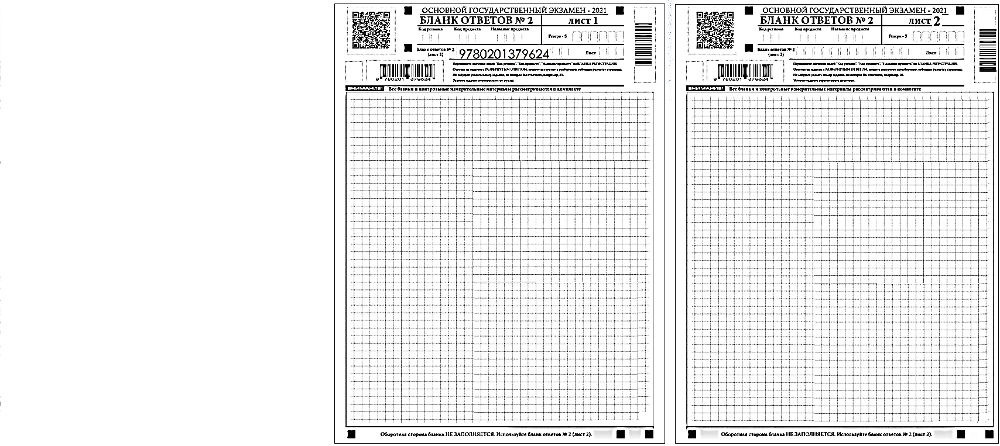 ОСНОВНОЙ ГОСУДАРСТВЕННЫЙ ЭКЗАМЕН - 2021
БЛАНК ОТВЕТОВ № 2 лист 1
Код региона Код предмета Название предмета
Резерв - 5
Бланк ответов № 2
(лист 2) 9780201379624 Лист
Перепишите значения полей "Код региона", "Код предмета", "Название предмета" из БЛАНКА РЕГИСТРАЦИИ.
Отвечая на задания с РАЗВЕРНУТЫМ ОТВЕТОМ, пишите аккуратно и разборчиво, соблюдая разметку страницы.
Не забудьте указать номер задания, на которое Вы отвечаете, например, 31.
Условия задания переписывать не нужно.
9 780201 379624
ВНИМАНИЕ! Все бланки и контрольные измерительные материалы рассматриваются в комплекте
Оборотная сторона бланка НЕ ЗАПОЛНЯЕТСЯ. Используйте бланк ответов № 2 (лист 2).
ОСНОВНОЙ ГОСУДАРСТВЕННЫЙ ЭКЗАМЕН - 2021
БЛАНК ОТВЕТОВ № 2 лист 2
Код региона Код предмета Название предмета
Резерв - 5
Бланк ответов № 2
(лист 2) Лист
Перепишите значения полей "Код региона", "Код предмета", "Название предмета" из БЛАНКА РЕГИСТРАЦИИ.
Отвечая на задания с РАЗВЕРНУТЫМ ОТВЕТОМ, пишите аккуратно и разборчиво, соблюдая разметку страницы.
Не забудьте указать номер задания, на которое Вы отвечаете, например,
Условия задания переписывать не нужно.
9 780201 379624
ВНИМАНИЕ! Все бланки и контрольные измерительные материалы рассматриваются в комплекте
Оборотная сторона бланка НЕ ЗАПОЛНЯЕТСЯ. Используйте бланк ответов № 2 (лист 2).